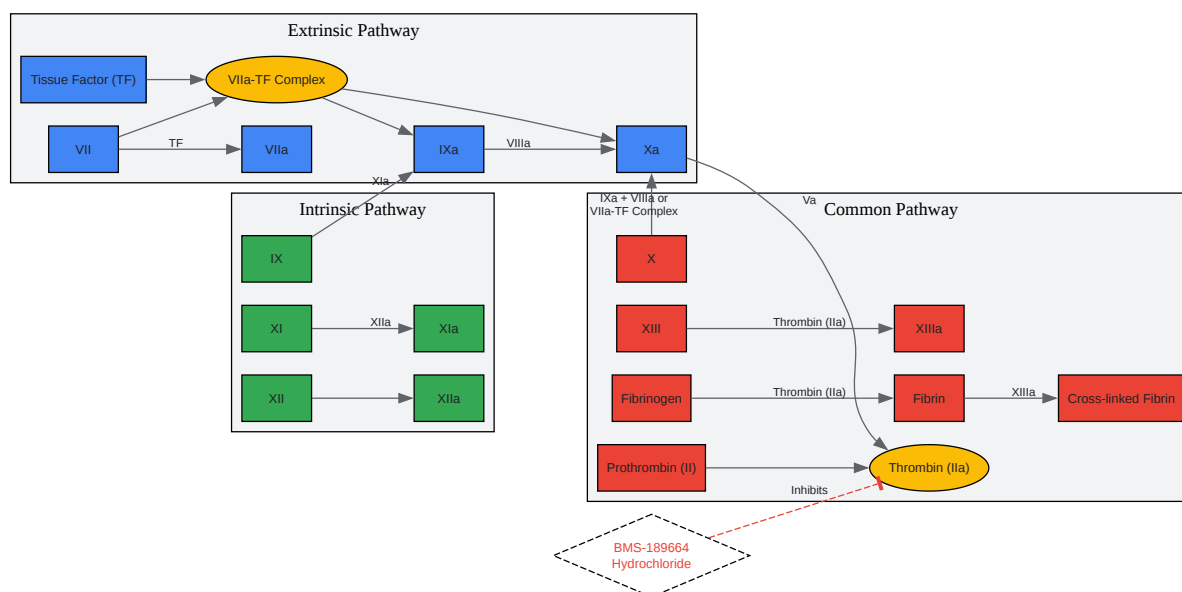 Extrinsic Pathway
Tissue Factor (TF)
VIIa-TF Complex
VII
TF
VIIa
IXa
VIIIa
Xa
XIa
Intrinsic Pathway
IX
XI
XIIa
XIa
XII
XIIa
IXa + VIIIa or
VIIa-TF Complex
Va
Common Pathway
X
XIII
Thrombin (IIa)
XIIIa
Fibrinogen
Thrombin (IIa)
Fibrin
XIIIa
Cross-linked Fibrin
Prothrombin (II)
Thrombin (IIa)
Inhibits
BMS-189664
Hydrochloride